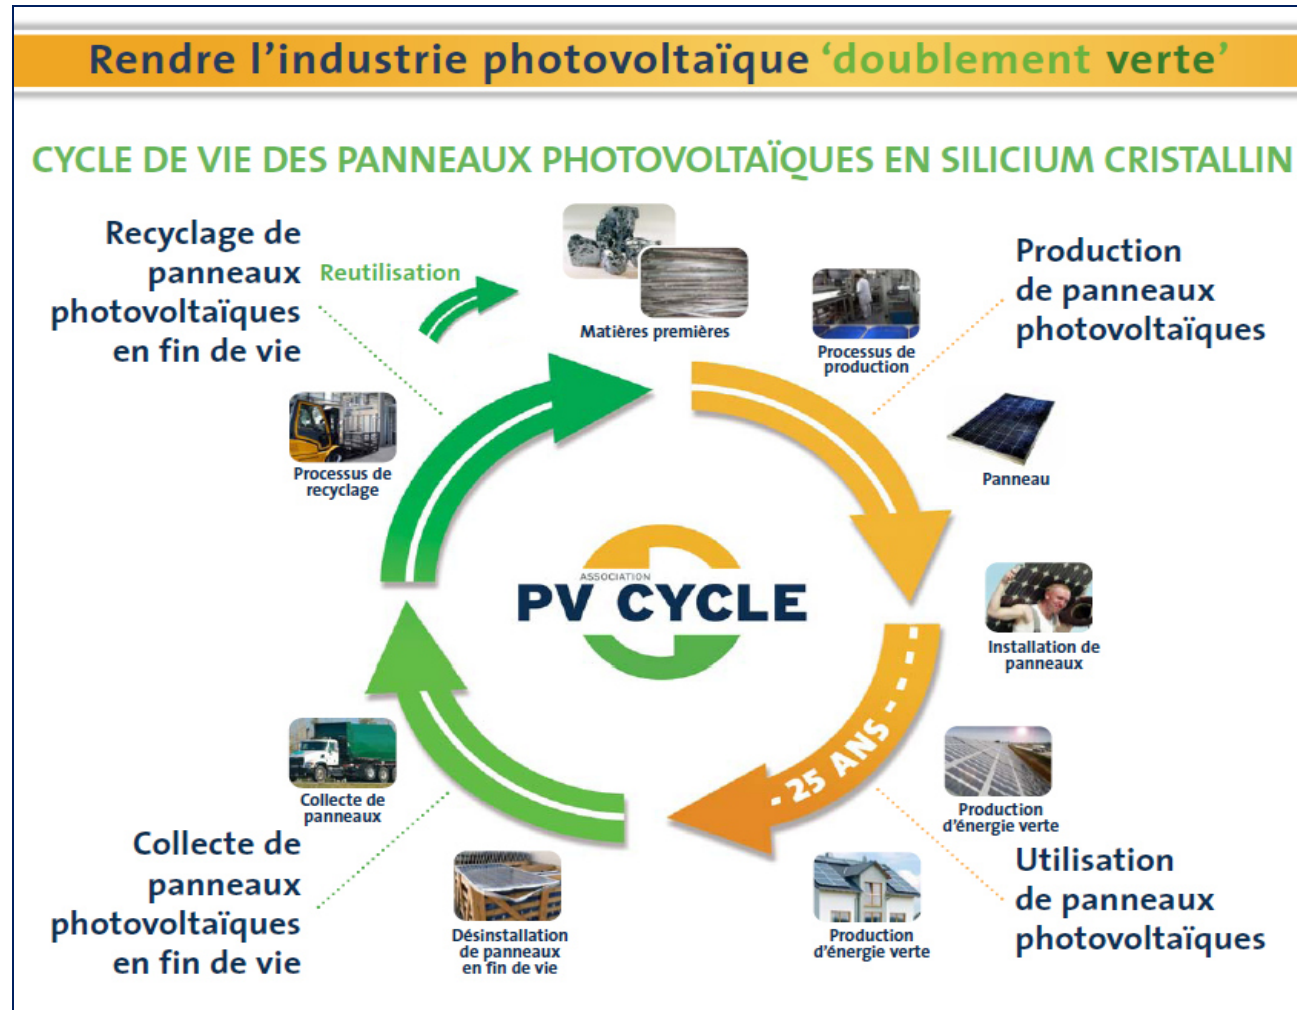 Rendre l'industrie photovoltaïque ‘doublement verte’
CYCLE DE VIE DES PANNEAUX PHOTOVOLTAÏQUES EN SILICIUM CRISTALLIN
Recyclage de
panneaux
photovoltaïques
en fin de vie
Reutilisation
Matières premières
Processus de
production
Production
de panneaux
photovoltaïques
Panneau
Processus de
recyclage
ASSOCIATION
PV CYCLE
Installation de
panneaux
- 25 ANS -
Production
d'énergie verte
Utilisation
de panneaux
photovoltaïques
Production
d'énergie verte
Désinstallation
de panneaux
en fin de vie
Collecte de
panneaux
Collecte de
panneaux
photovoltaïques
en fin de vie